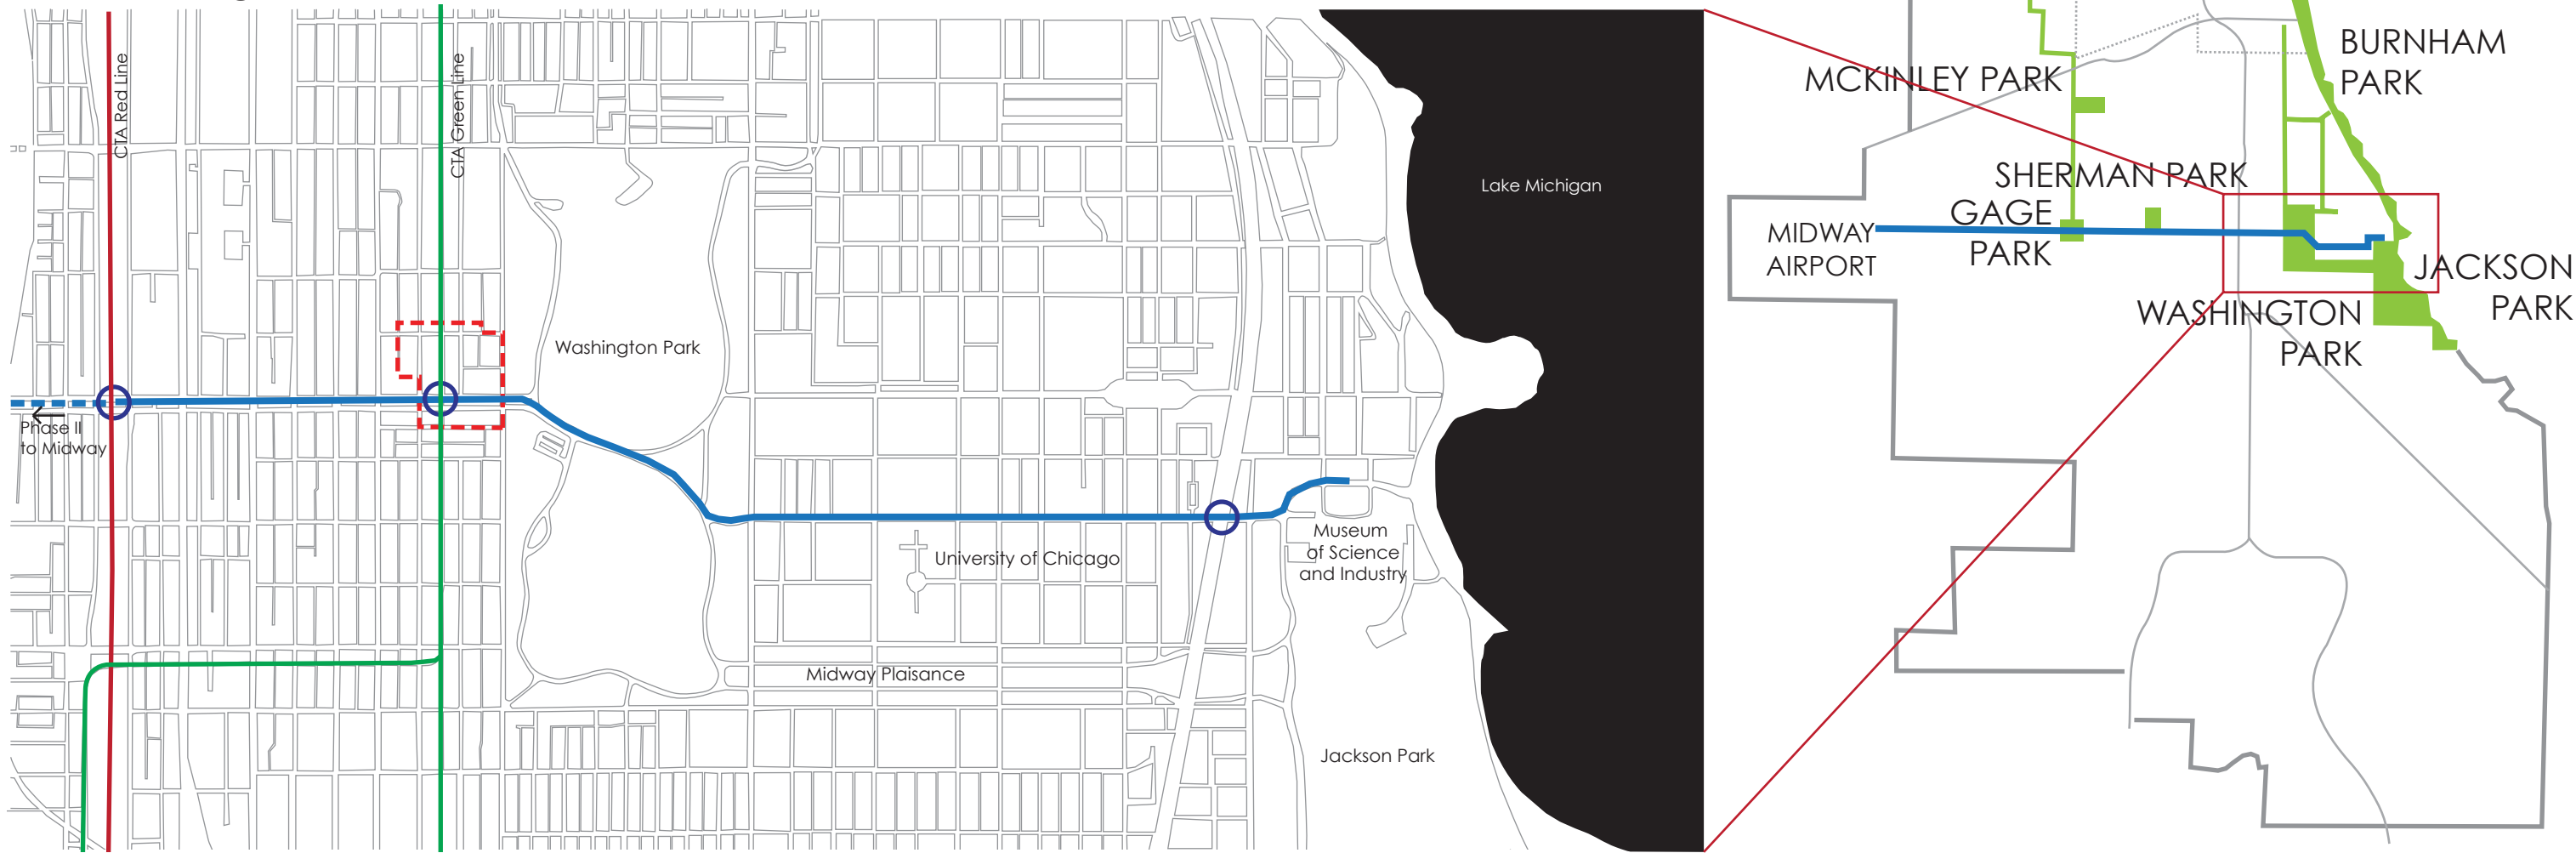 CTA Red Line
CTA Green Line
Washington Park
Lake Michigan
Phase II
to Midway
University of Chicago
Museum
of Science
and Industry
Midway Plaisance
Jackson Park
BURNHAM
PARK
MCKINLEY PARK
SHERMAN PARK
GAGE
PARK
MIDWAY
AIRPORT
JACKSON
PARK
WASHINGTON
PARK